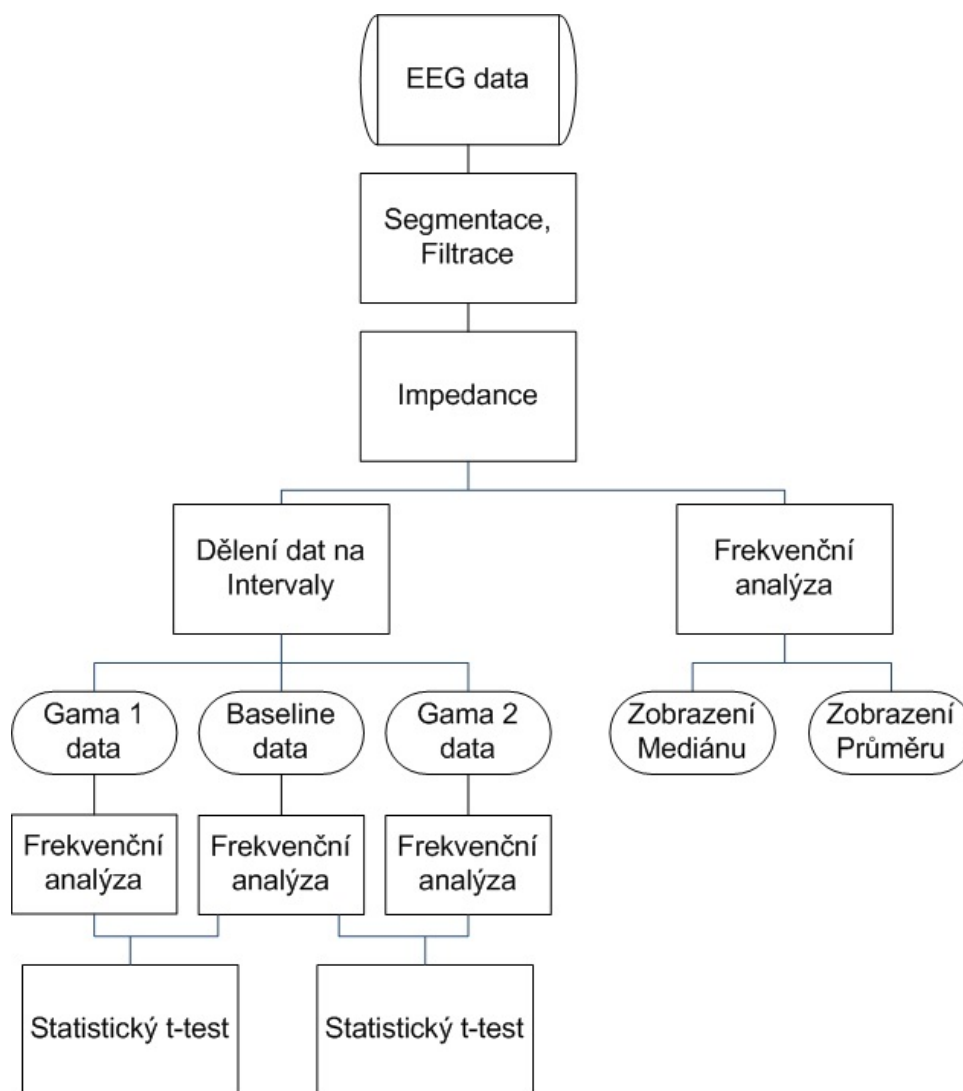 EEG data
Segmentace,
Filtrace
Impedance
Dělení dat na
Intervaly
Frekvenční
analýza
Gama 1
data
Baseline
data
Gama 2
data
Zobrazení
Mediánu
Zobrazení
Průměru
Frekvenční
analýza
Frekvenční
analýza
Frekvenční
analýza
Statistický t-test
Statistický t-test